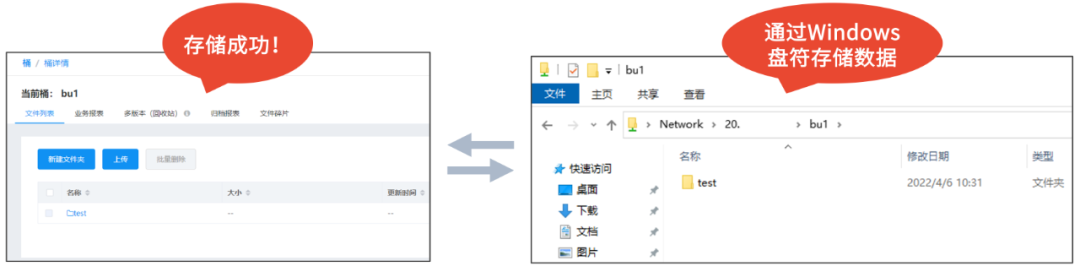 存储成功！
桶 / 桶详情
当前桶： bu1
文件列表 业务报表 多版本（回收站） 归档报表 文件碎片
新建文件夹 上传 批量删除
名称 大小 更新时间
test -- --
通过Windows
盘符存储数据
bu1
文件 主页 共享 查看
Network › 20. › bu1 ›
快速访问
桌面
下载
文档
图片
名称 修改日期 类型
test 2022/4/6 10:31 文件夹